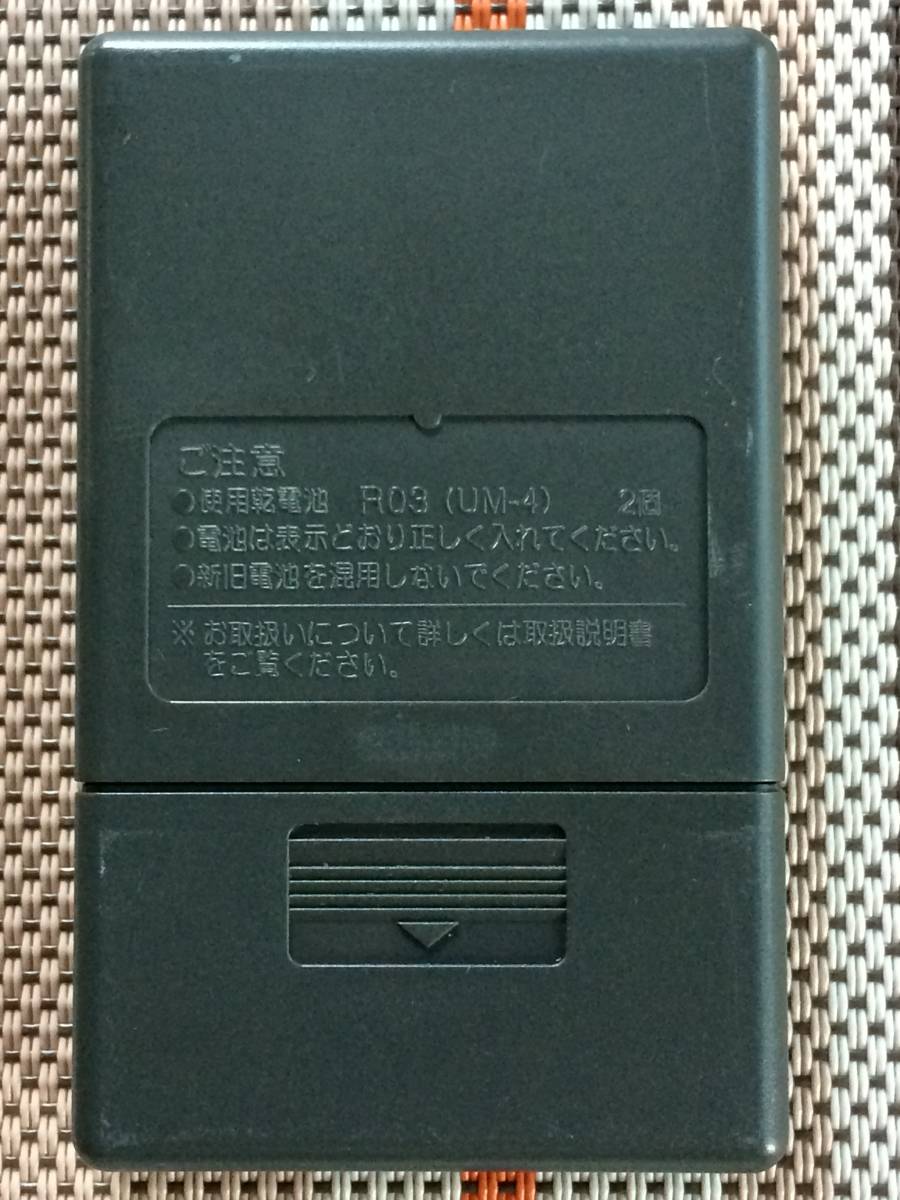 ご注意
●使用乾電池 R03 (UM-4) 2個
●電池は表示どおり正しく入れてください。
●新旧電池を混用しないでください。
※お取扱いについて詳しくは取扱説明書
をご覧ください。